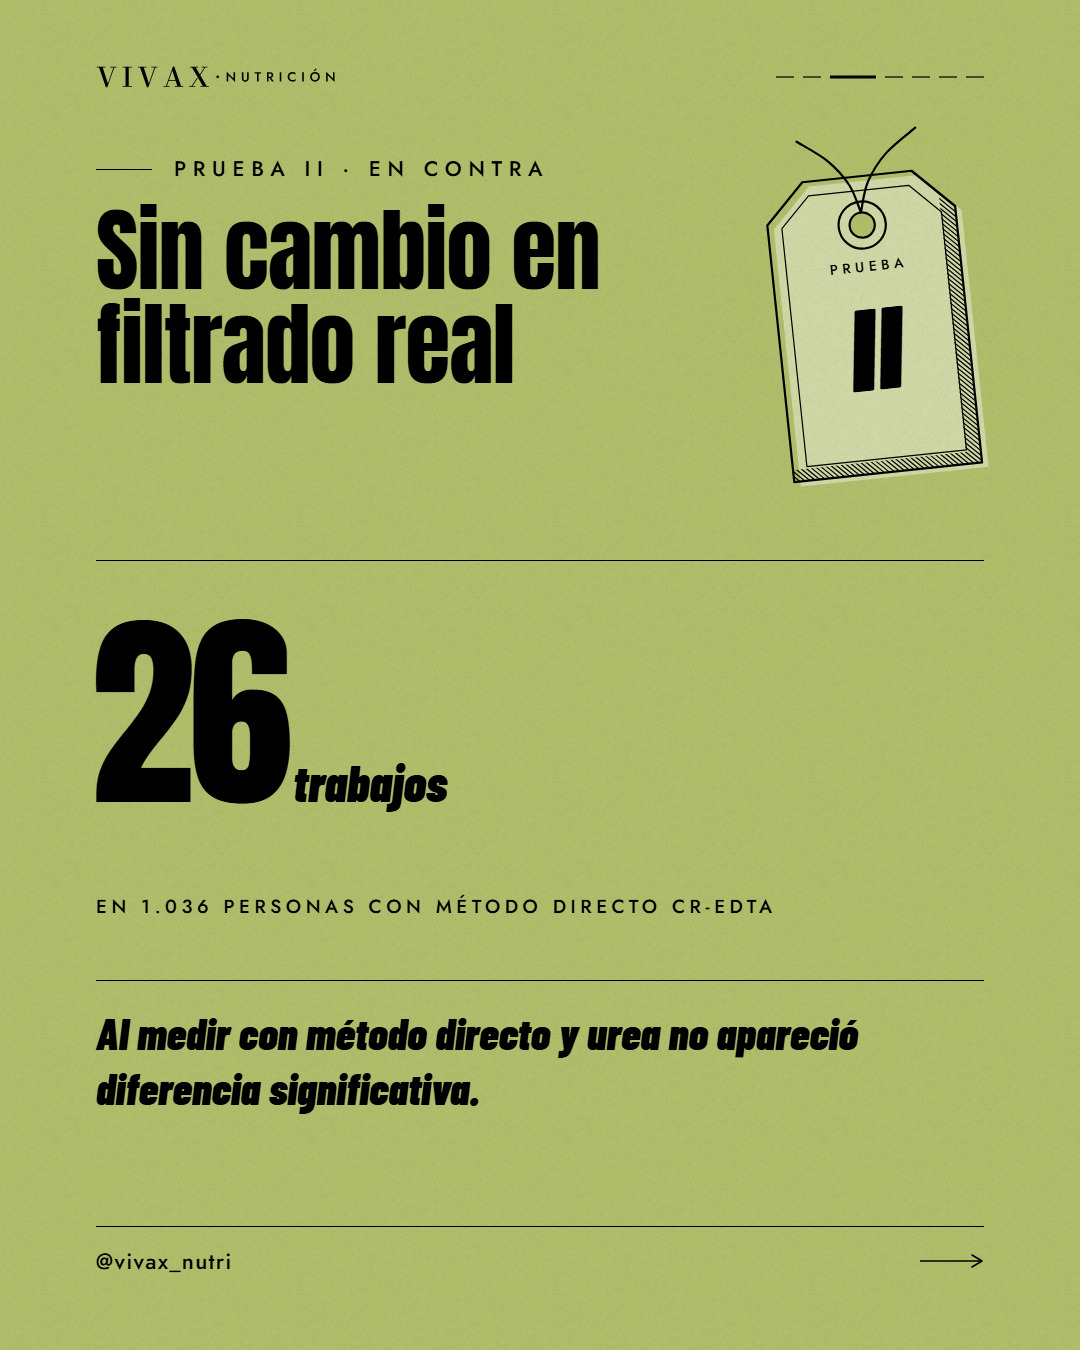 VIVAX·NUTRICIÓN
PRUEBA II · EN CONTRA
Sin cambio en
filtrado real
PRUEBA
II
26 trabajos
EN 1.036 PERSONAS CON MÉTODO DIRECTO CR-EDTA
Al medir con método directo y urea no apareció
diferencia significativa.
@vivax_nutri